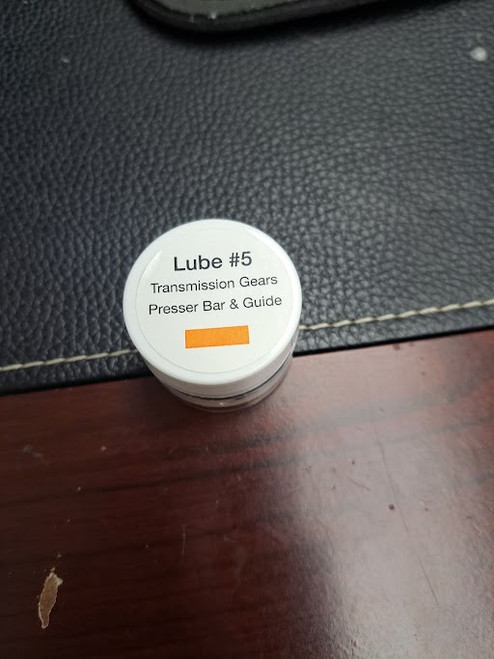 Lube #5
Transmission Gears
Presser Bar & Guide